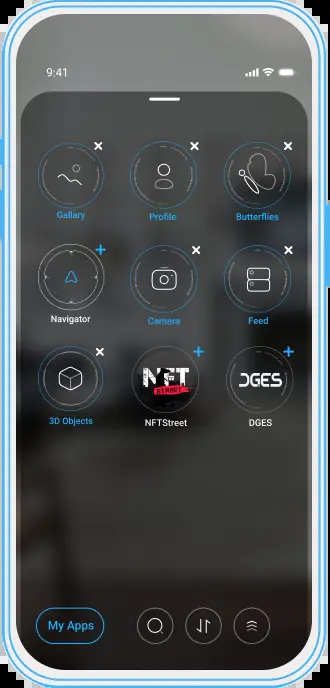 9:41
Gallary
Profile
Butterflies
Navigator
Camera
Feed
3D Objects
NFT
STREET
NFTStreet
DGES
DGES
My Apps